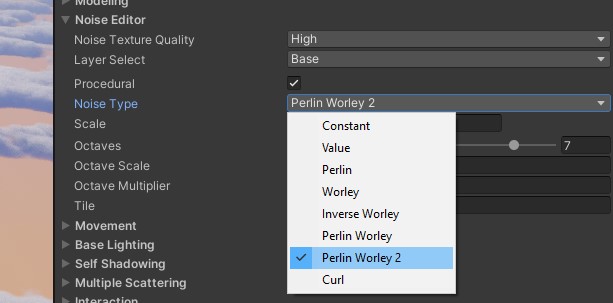 Modeling
Noise Editor
Noise Texture Quality High
Layer Select Base
Procedural
Noise Type Perlin Worley 2
Scale
Constant
Octaves 7
Value
Octave Scale
Perlin
Octave Multiplier
Worley
Tile
Inverse Worley
Movement
Perlin Worley
Base Lighting
Perlin Worley 2
Self Shadowing
Curl
Multiple Scattering
Interaction